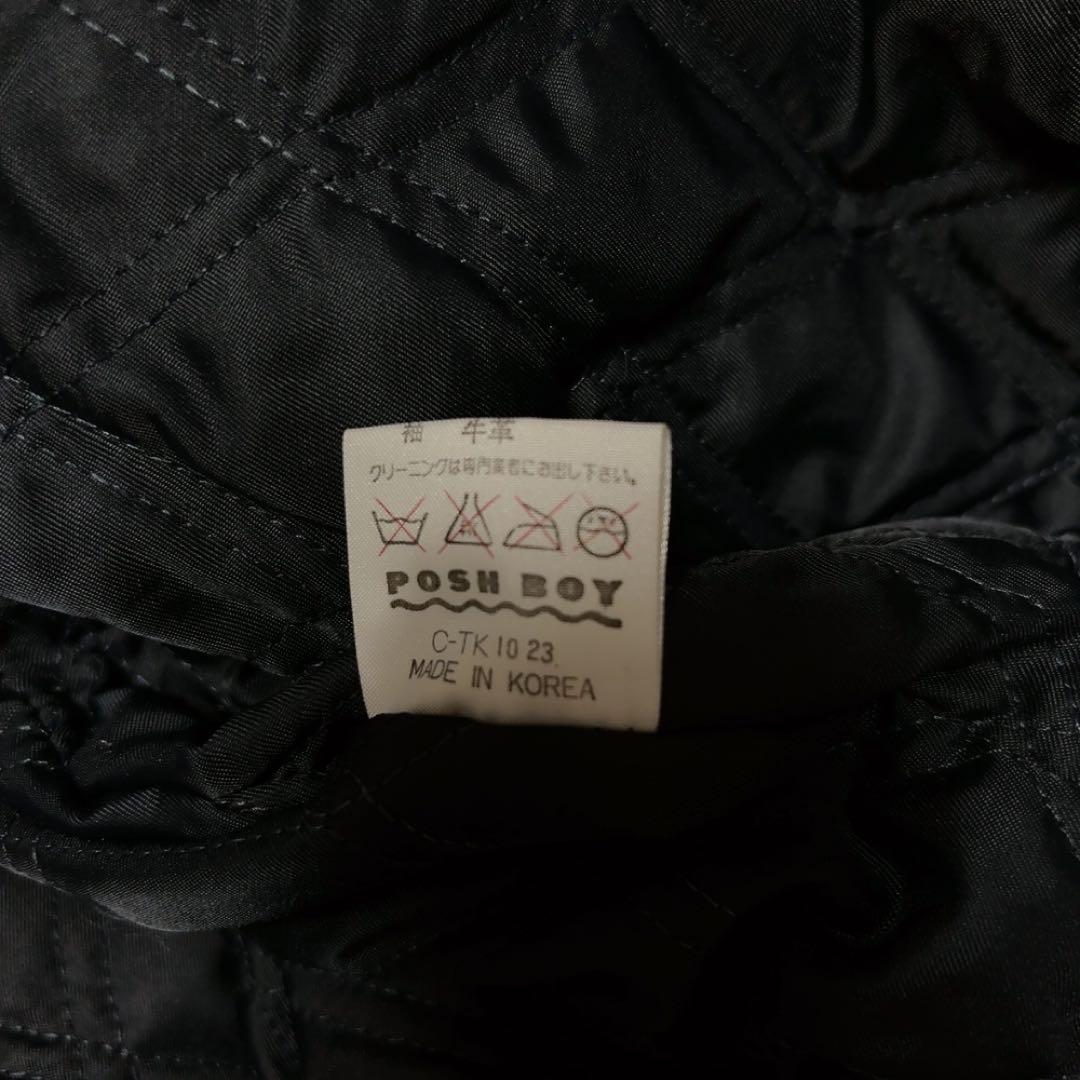 袖 牛革
クリーニングは専門業者にお出し下さい。
POSH BOY
C-TK 10 23
MADE IN KOREA